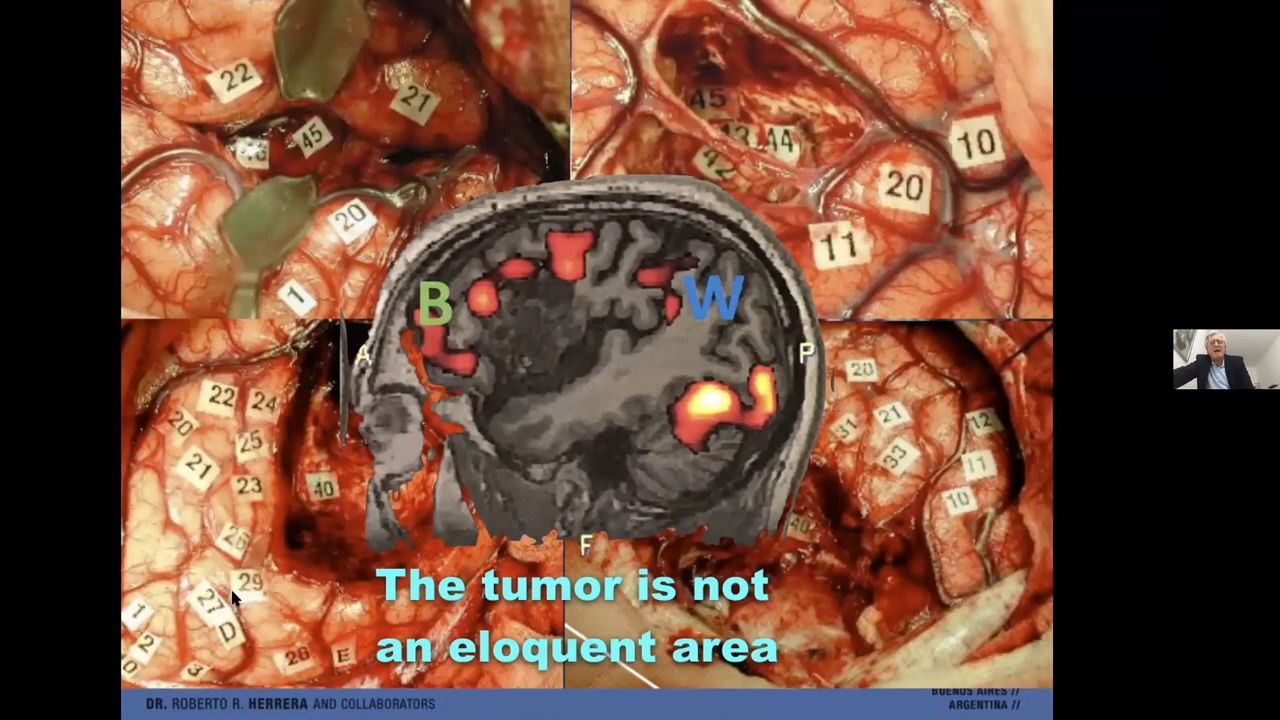 22
21
45
20
1
45
44
42
10
20
11
B
W
A
P
22
24
20
25
21
23
40
29
27
D
1
2
3
26
E
20
21
31
33
12
11
10
40
F
The tumor is not
an eloquent area
DR. ROBERTO R. HERRERA AND COLLABORATORS
BUENOS AIRES //
ARGENTINA //